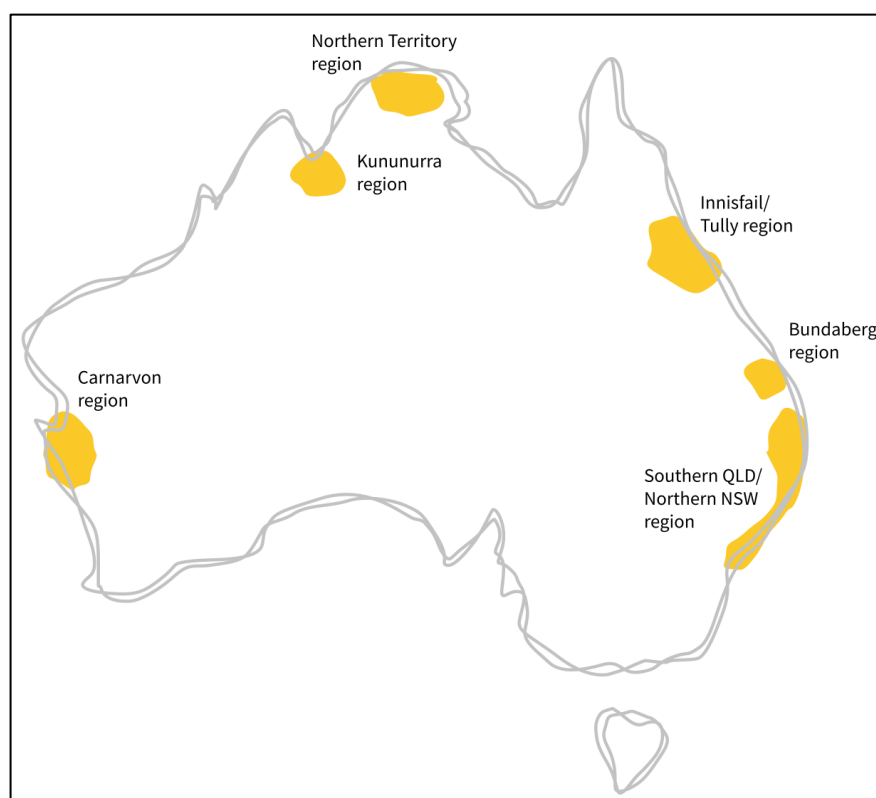 Northern Territory
region
Kununurra
region
Innisfail/
Tully region
Bundaberg
region
Carnarvon
region
Southern QLD/
Northern NSW
region